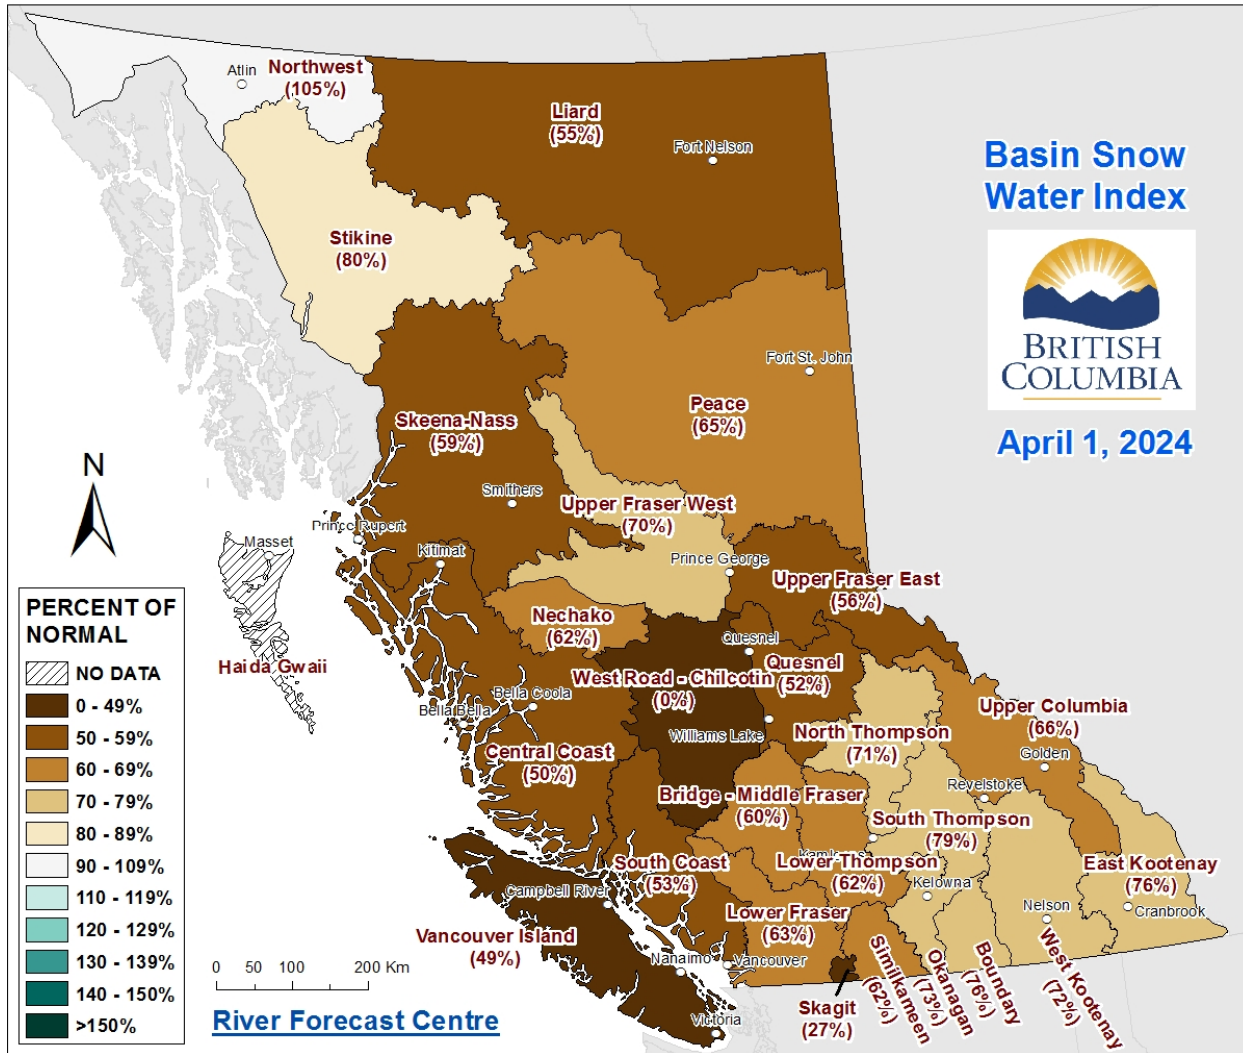 Atlin
Northwest
(105%)
Liard
(55%)
Fort Nelson
Basin Snow
Water Index
BRITISH
COLUMBIA
April 1, 2024
Stikine
(80%)
Fort St. John
Peace
(65%)
Skeena-Nass
(59%)
Smithers
Upper Fraser West
(70%)
N
Prince Rupert
Masset
Kitimat
Prince George
Upper Fraser East
(56%)
Nechako
(62%)
Haida Gwaii
Quesnel
Quesnel
(52%)
West Road - Chilcotin
(0%)
Bella Coola
Bella Bella
Williams Lake
Upper Columbia
(66%)
Golden
North Thompson
(71%)
Central Coast
(50%)
Revelstoke
Bridge - Middle Fraser
(60%)
South Thompson
(79%)
South Coast
(53%)
Lower Thompson
(62%)
East Kootenay
(76%)
Campbell River
Kelowna
Nelson
Cranbrook
Lower Fraser
(63%)
Vancouver Island
(49%)
Nanaimo
Vancouver
Victoria
Skagit
(27%)
Similkameen
(62%)
Okanagan
(73%)
Boundary
(76%)
West Kootenay
(72%)
PERCENT OF
NORMAL
NO DATA
0 - 49%
50 - 59%
60 - 69%
70 - 79%
80 - 89%
90 - 109%
110 - 119%
120 - 129%
130 - 139%
140 - 150%
>150%
0 50 100 200 Km
River Forecast Centre